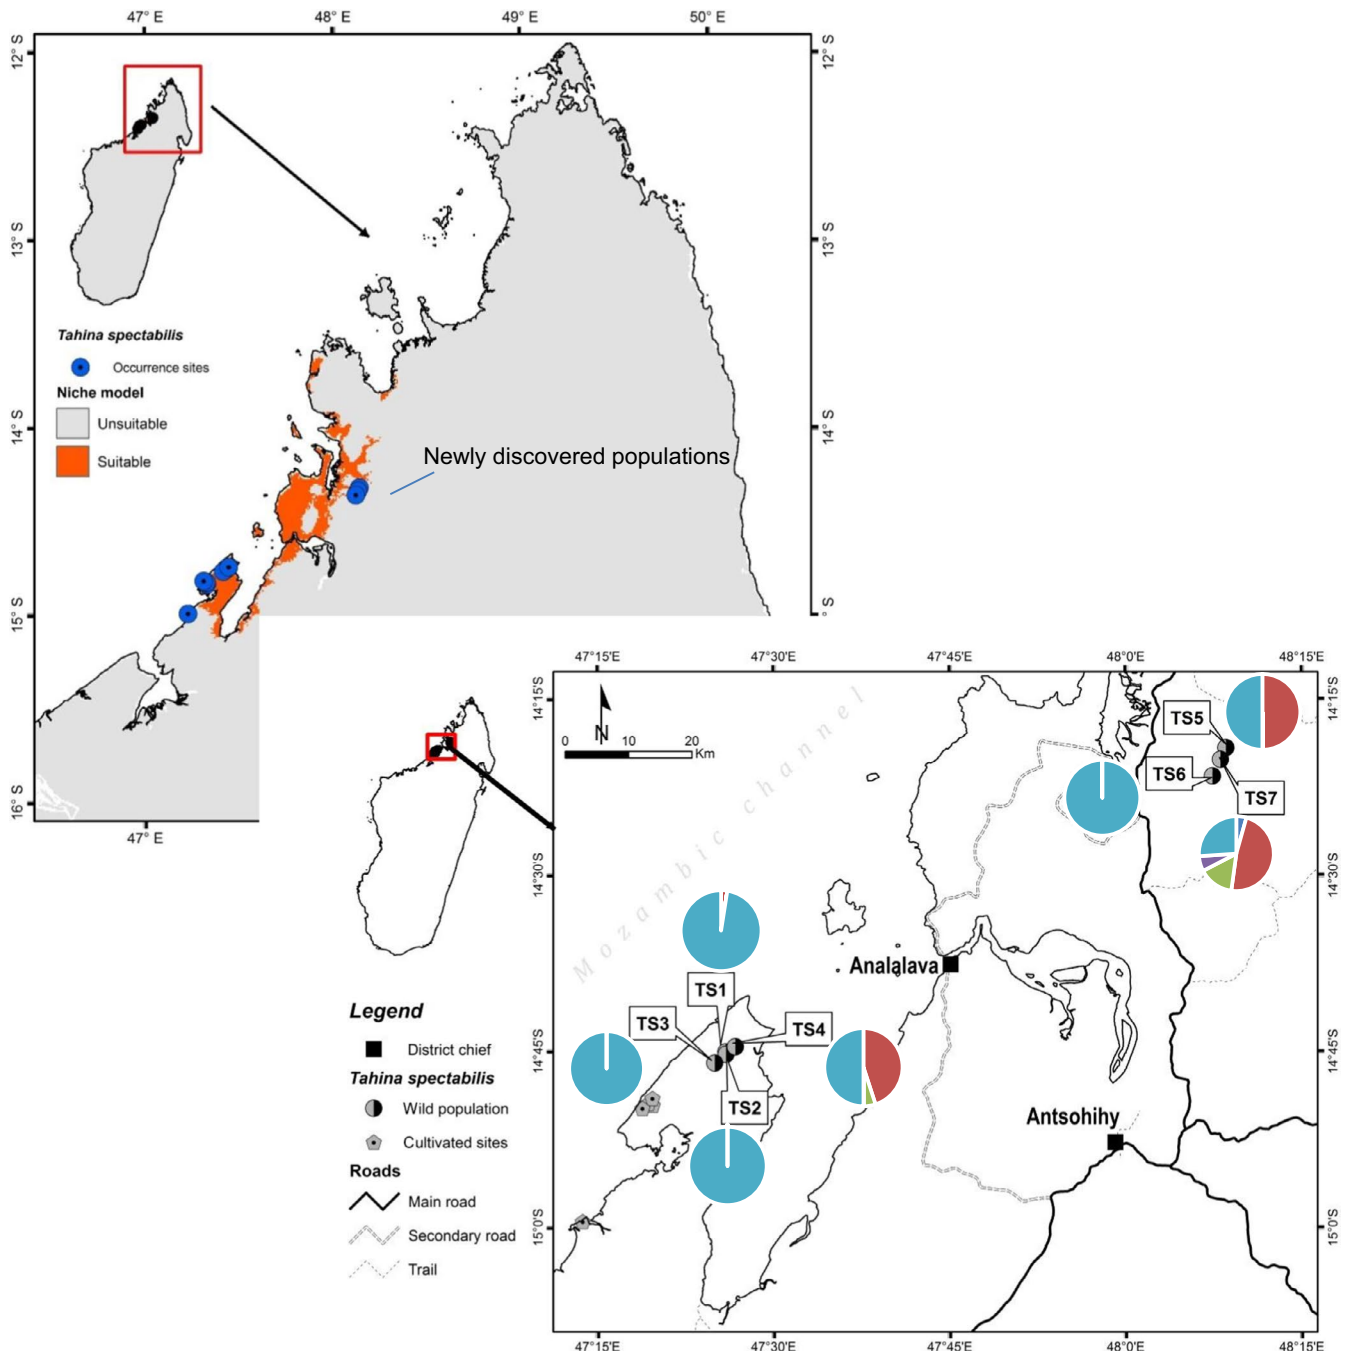 47° E
48° E
49° E
50° E
12° S
12° S
13° S
13° S
14° S
14° S
15° S
° S
16° S
47° E
Tahina spectabilis
Occurrence sites
Niche model
Unsuitable
Suitable
Newly discovered populations
47°15'E
47°30'E
47°45'E
48°0'E
48°15'E
14°15'S
14°15'S
14°30'S
14°30'S
14°45'S
14°45'S
15°0'S
15°0'S
47°15'E
47°30'E
47°45'E
48°0'E
48°15'E
N
0 10 20
Km
Mozambic channel
TS5
TS6
TS7
TS1
TS3
TS4
TS2
Analalava
Antsohihy
Legend
District chief
Tahina spectabilis
Wild population
Cultivated sites
Roads
Main road
Secondary road
Trail